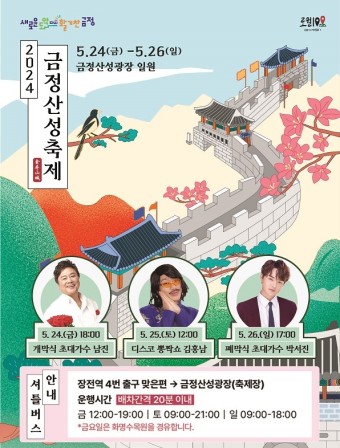 새로운 변화 활기찬 금정
2024
금정산성축제
5.24(금) -5.26(일)
금정산성광장 일원
5. 24.(금) 18:00
개막식 초대가수 남진
5. 25.(토) 12:00
디스코 뽕짝쇼 김홍남
5. 26.(일) 17:00
폐막식 초대가수 박서진
셔틀버스
안내
장전역 4번 출구 맞은편 → 금정산성광장(축제장)
운행시간 배차간격 20분 이내
금 12:00-19:00 | 토 09:00-21:00 | 일 09:00-18:00
*금요일은 화명수목원을 경유합니다.